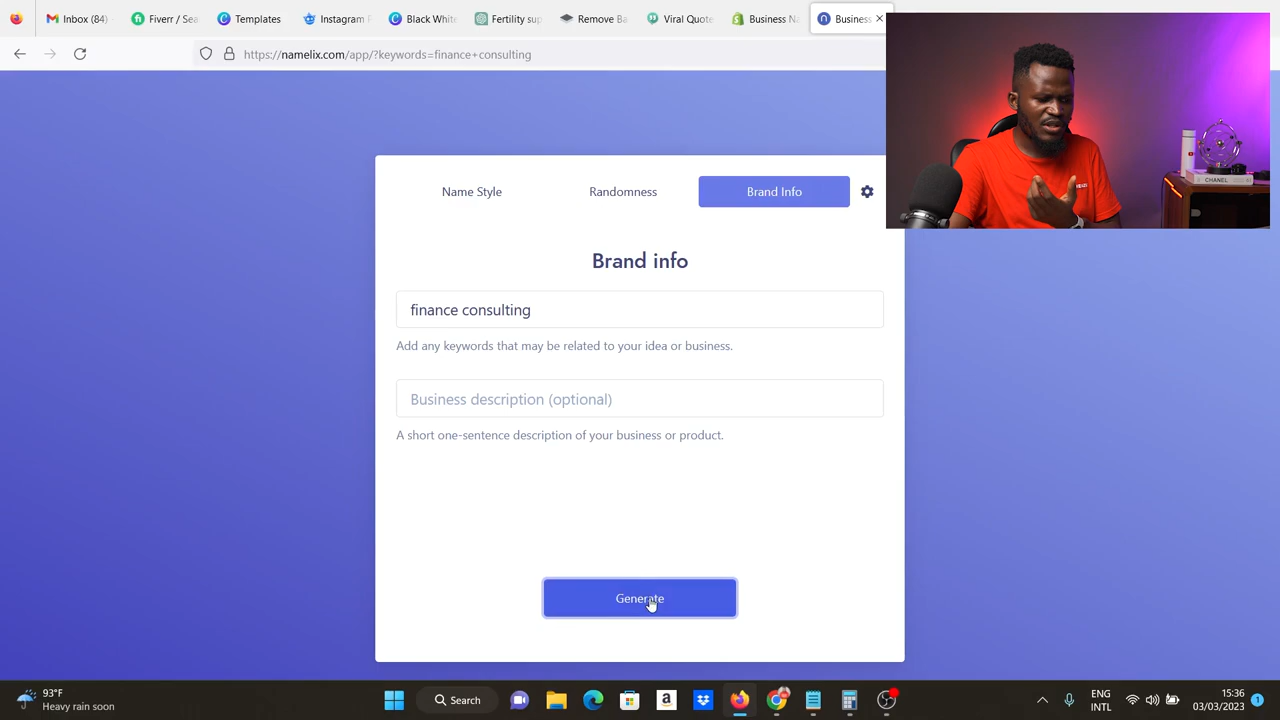 Inbox (84)
Fiverr / Sea
Templates
Instagram F
Black White
Fertility sup
Remove Ba
Viral Quote
Business N
Business
https://namelix.com/app/?keywords=finance+consulting
Name Style
Randomness
Brand Info
Brand info
finance consulting
Add any keywords that may be related to your idea or business.
Business description (optional)
A short one-sentence description of your business or product.
Generate
CHANEL
93°F
Heavy rain soon
Search
ENG
INTL
15:36
03/03/2023
1